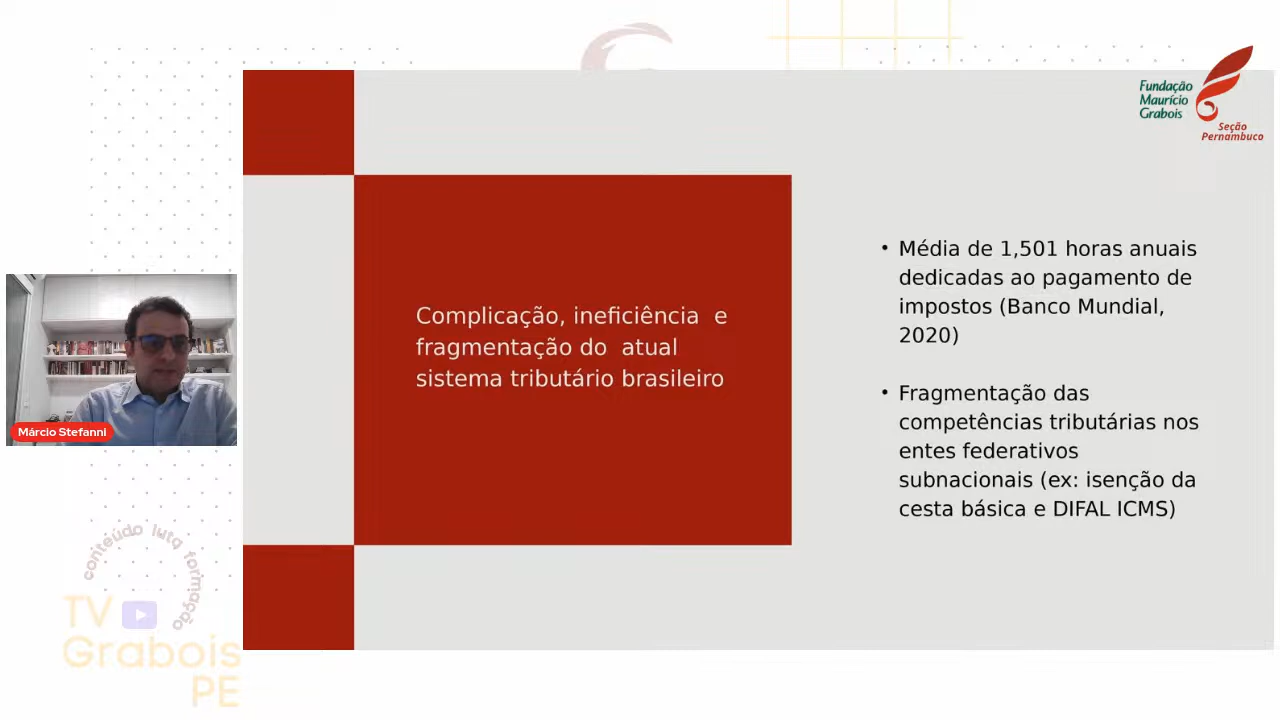 Fundação
Maurício
Grabois
Seção
Pernambuco
Complicação, ineficiência  e
fragmentação do  atual
sistema tributário brasileiro
• Média de 1,501 horas anuais
dedicadas ao pagamento de
impostos (Banco Mundial,
2020)
• Fragmentação das
competências tributárias nos
entes federativos
subnacionais (ex: isenção da
cesta básica e DIFAL ICMS)
Márcio Stefanni
conteúdo luta formação
TV
Grabois
PE